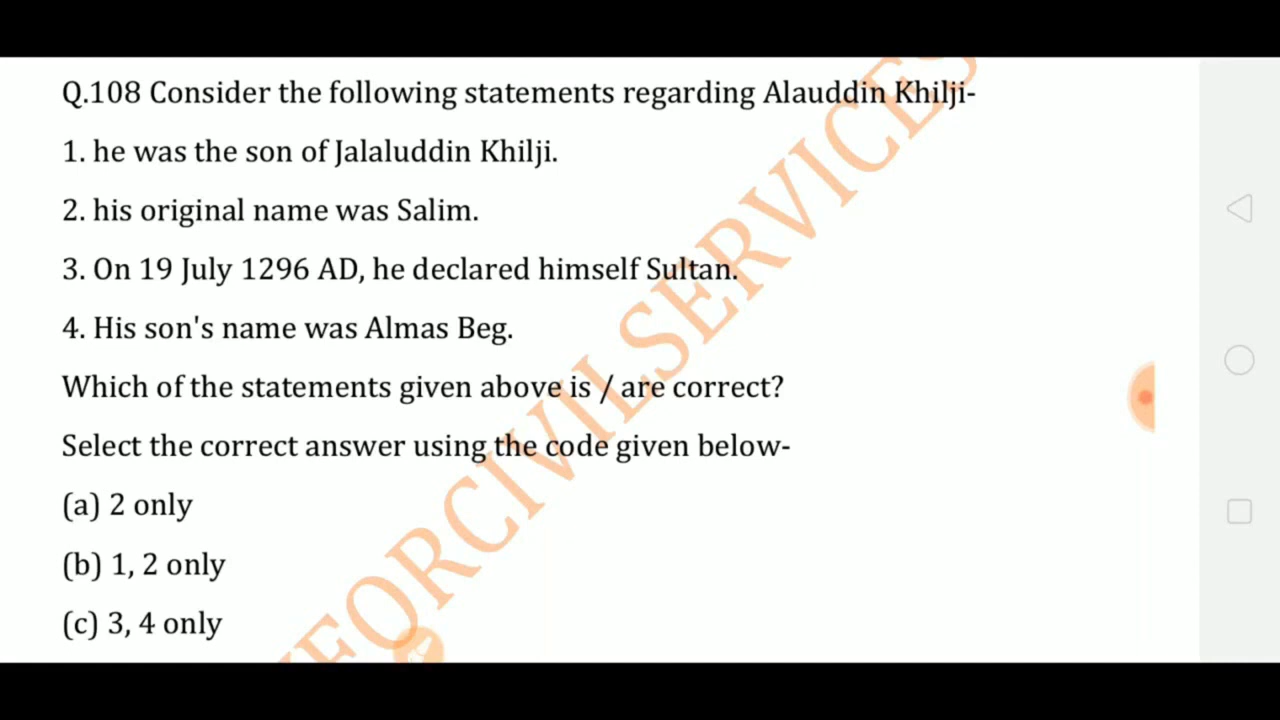 Q.108 Consider the following statements regarding Alauddin Khilji-
1. he was the son of Jalaluddin Khilji.
2. his original name was Salim.
3. On 19 July 1296 AD, he declared himself Sultan.
4. His son's name was Almas Beg.
Which of the statements given above is / are correct?
Select the correct answer using the code given below-
(a) 2 only
(b) 1, 2 only
(c) 3, 4 only
FORCIVILSERVICES